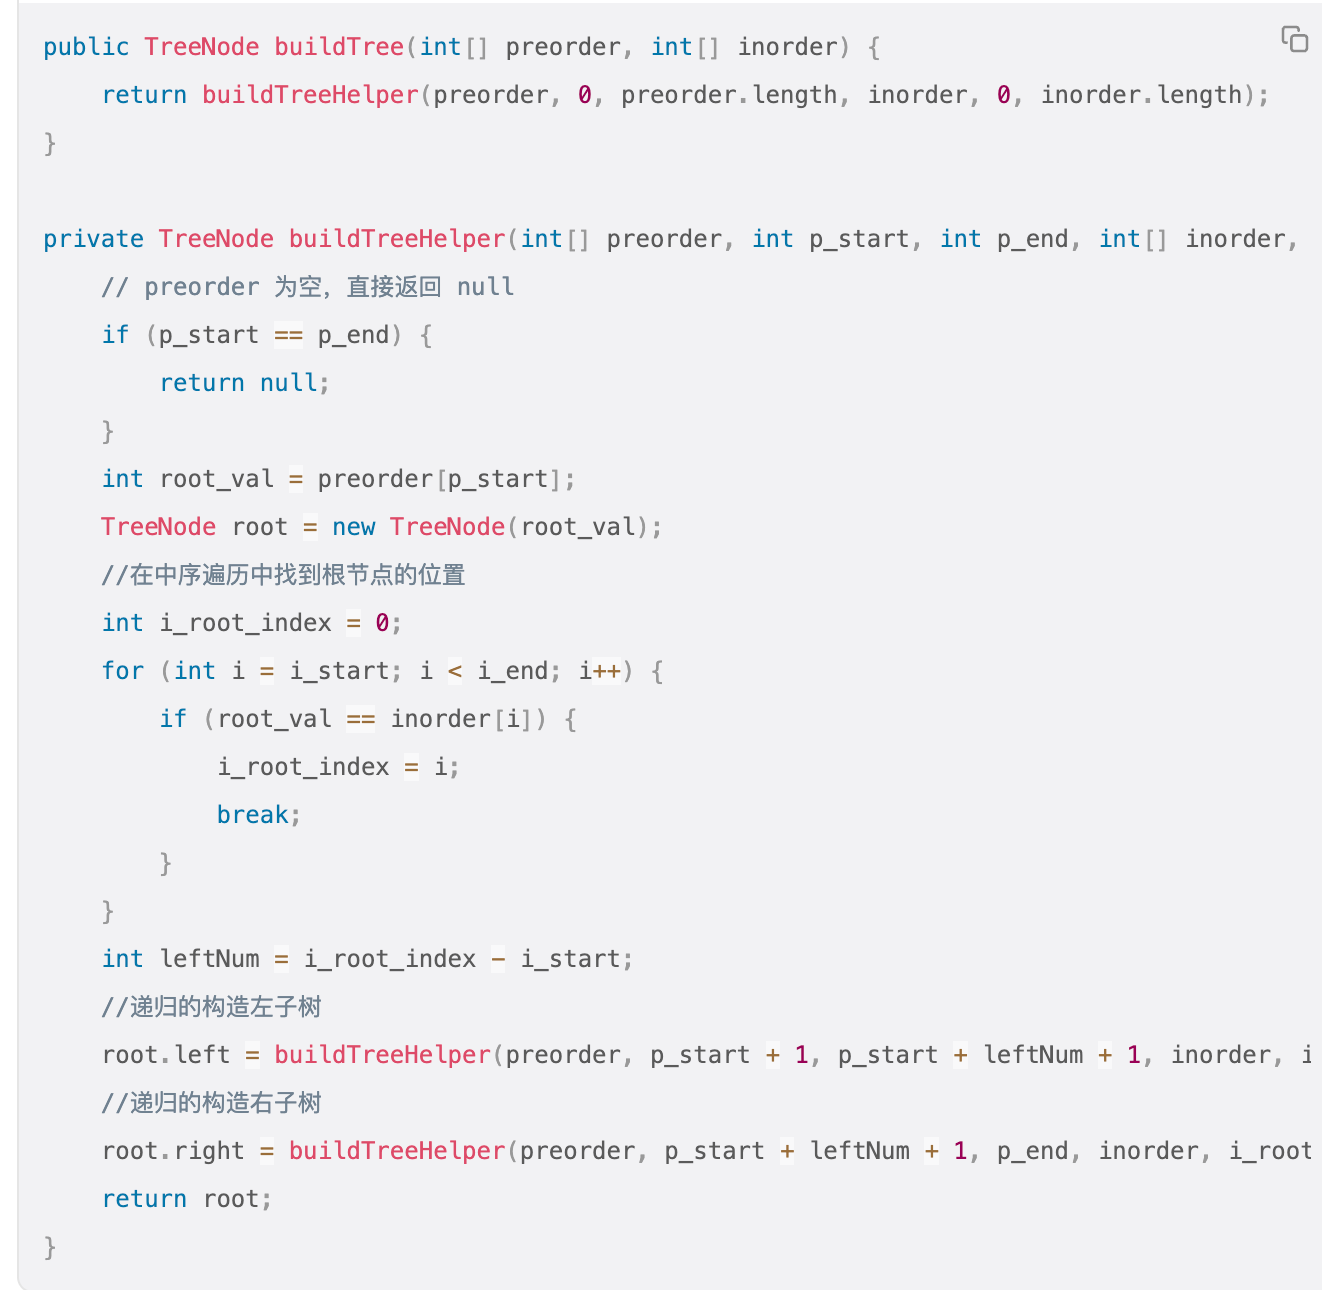 public TreeNode buildTree(int[] preorder, int[] inorder) {
    return buildTreeHelper(preorder, 0, preorder.length, inorder, 0, inorder.length);
}

private TreeNode buildTreeHelper(int[] preorder, int p_start, int p_end, int[] inorder,
    // preorder 为空，直接返回 null
    if (p_start == p_end) {
        return null;
    }
    int root_val = preorder[p_start];
    TreeNode root = new TreeNode(root_val);
    //在中序遍历中找到根节点的位置
    int i_root_index = 0;
    for (int i = i_start; i < i_end; i++) {
        if (root_val == inorder[i]) {
            i_root_index = i;
            break;
        }
    }
    int leftNum = i_root_index - i_start;
    //递归的构造左子树
    root.left = buildTreeHelper(preorder, p_start + 1, p_start + leftNum + 1, inorder, i
    //递归的构造右子树
    root.right = buildTreeHelper(preorder, p_start + leftNum + 1, p_end, inorder, i_root
    return root;
}